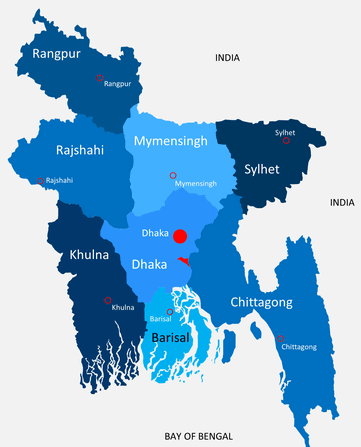 Rangpur
INDIA
Rangpur
Sylhet
Mymensingh
Rajshahi
Sylhet
Rajshahi
Mymensingh
INDIA
Dhaka
Khulna
Dhaka
Chittagong
Khulna
Barisal
Barisal
Chittagong
BAY OF BENGAL